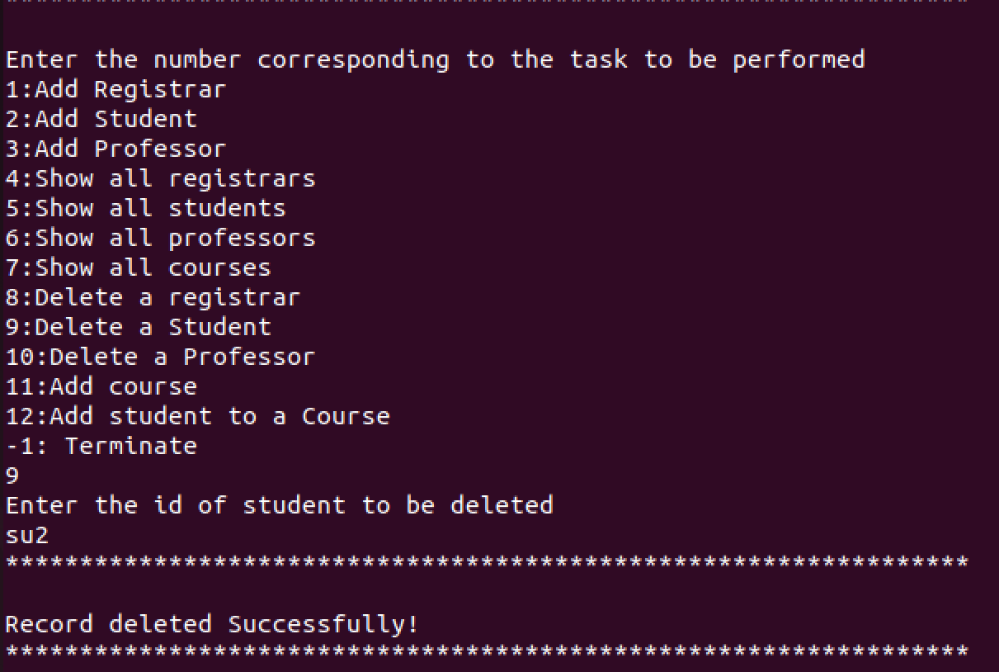 Enter the number corresponding to the task to be performed
1:Add Registrar
2:Add Student
3:Add Professor
4:Show all registrars
5:Show all students
6:Show all professors
7:Show all courses
8:Delete a registrar
9:Delete a Student
10:Delete a Professor
11:Add course
12:Add student to a Course
-1: Terminate
9
Enter the id of student to be deleted
su2
*****************************************************************
Record deleted Successfully!
*****************************************************************